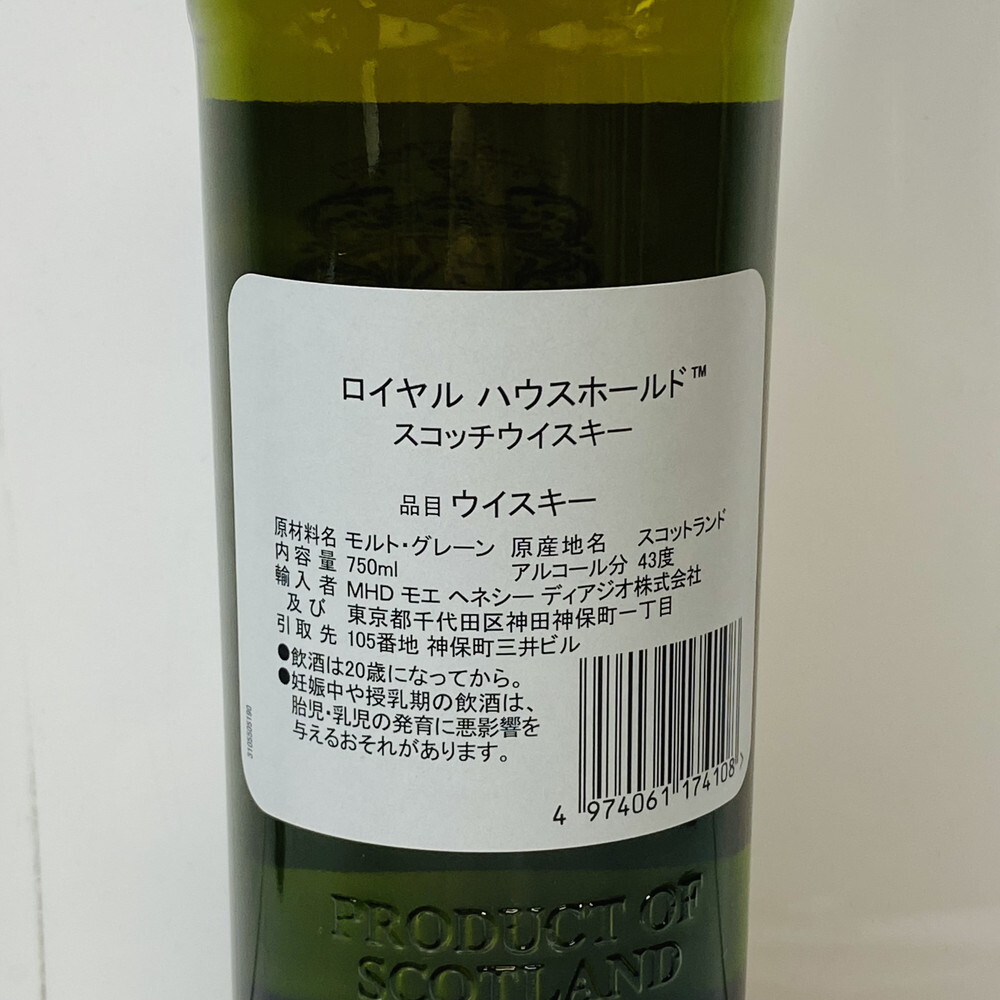 ロイヤル ハウスホールド™
スコッチウイスキー
品目 ウイスキー
原材料名 モルト・グレーン 原産地名 スコットランド
内容量 750ml アルコール分 43度
輸入者 MHD モエ ヘネシー ディアジオ株式会社
及び 東京都千代田区神田神保町一丁目
引取先 105番地 神保町三井ビル
●飲酒は20歳になってから。
●妊娠中や授乳期の飲酒は、
胎児・乳児の発育に悪影響を
与えるおそれがあります。
4 974061 174108 >
PRODUCT OF
SCOTLAND